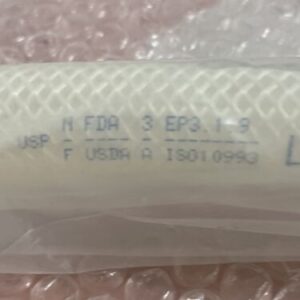 USP N FDA 3 EP3.1.9
F USDA A ISO10993
L